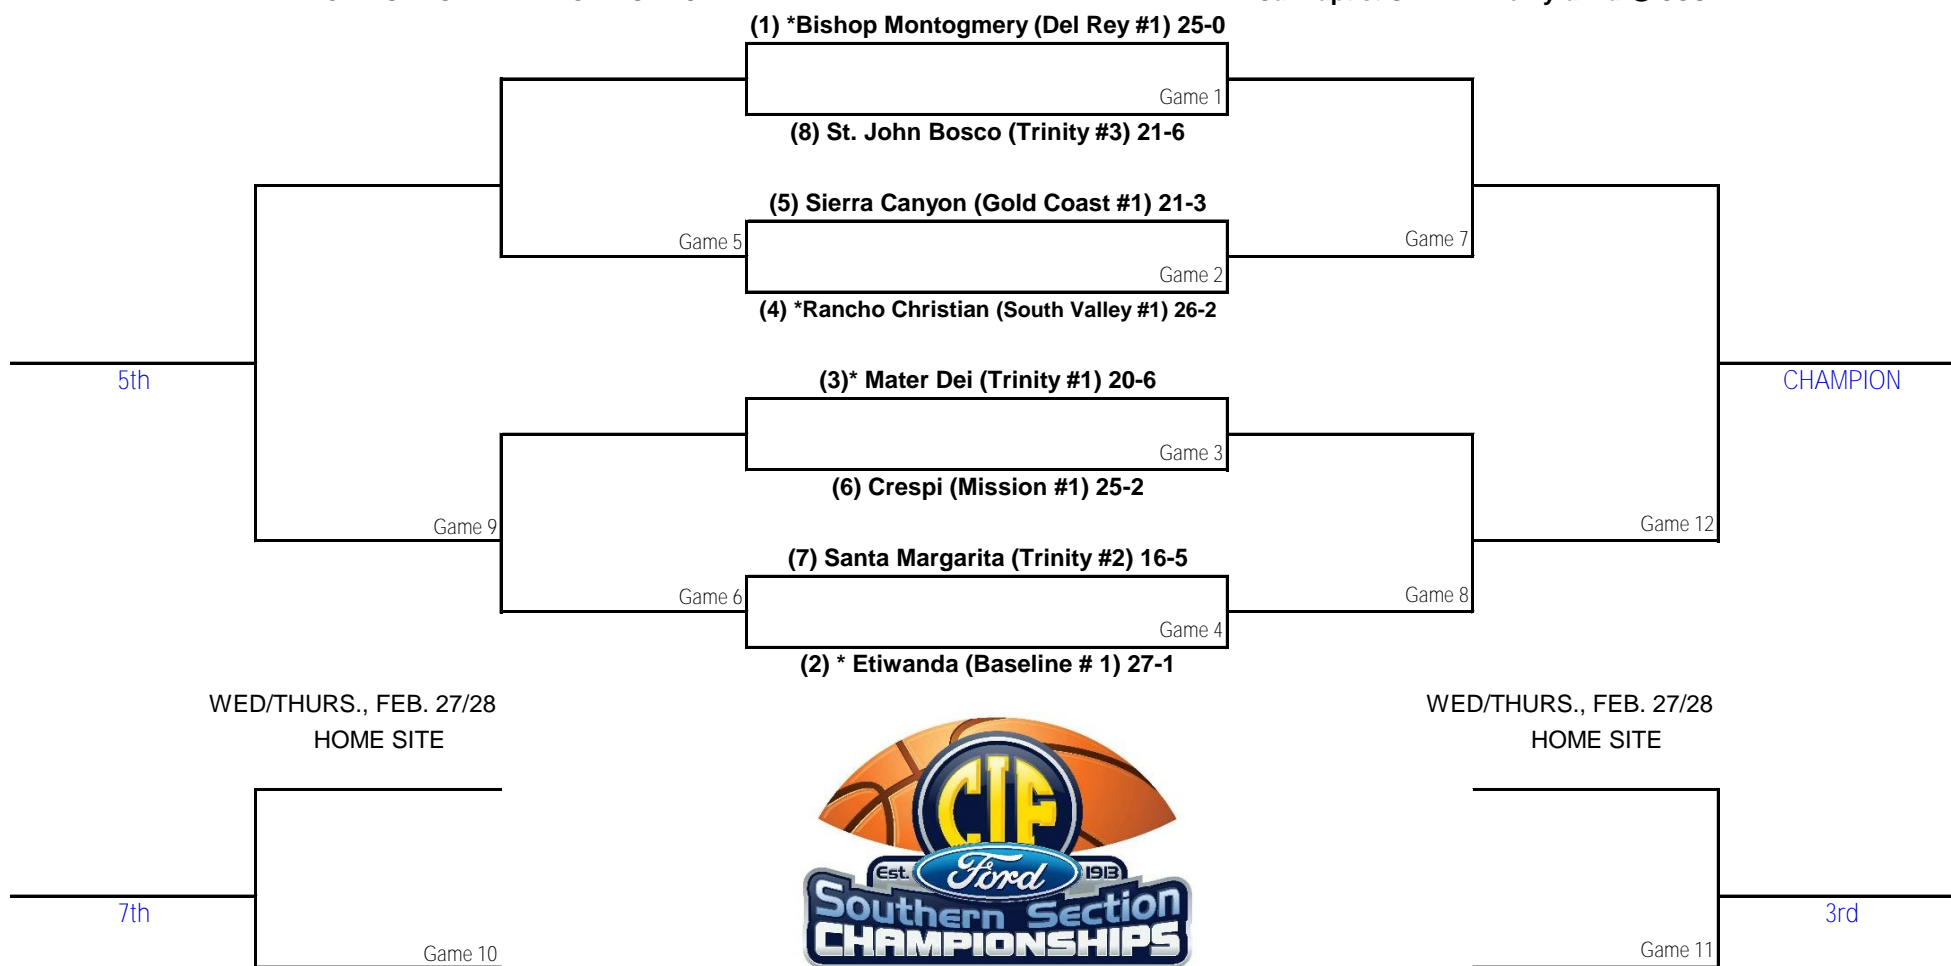 (1) *Bishop Montogmery (Del Rey #1) 25-0
Game 1
(8) St. John Bosco (Trinity #3) 21-6
(5) Sierra Canyon (Gold Coast #1) 21-3
Game 5
Game 7
Game 2
(4) *Rancho Christian (South Valley #1) 26-2
5th
(3)* Mater Dei (Trinity #1) 20-6
CHAMPION
Game 3
(6) Crespi (Mission #1) 25-2
Game 9
Game 12
(7) Santa Margarita (Trinity #2) 16-5
Game 6
Game 8
Game 4
(2) * Etiwanda (Baseline # 1) 27-1
WED/THURS., FEB. 27/28
HOME SITE
WED/THURS., FEB. 27/28
HOME SITE
CIF
Est. Ford 1913
Southern Section
CHAMPIONSHIPS
7th
3rd
Game 10
Game 11